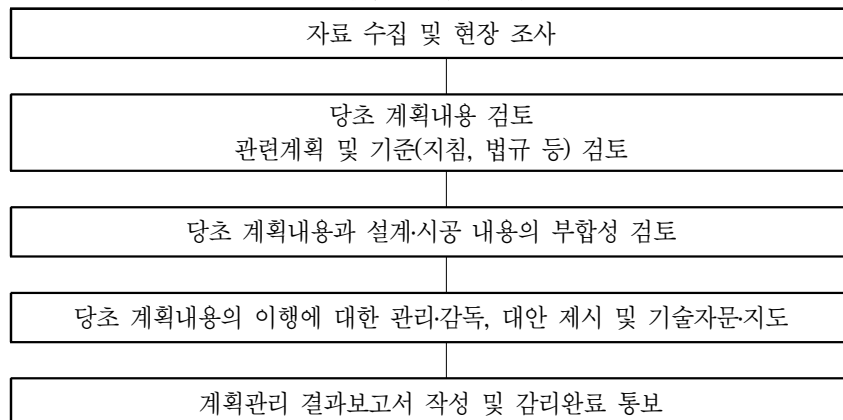 자료 수집 및 현장 조사
당초 계획내용 검토
관련계획 및 기준(지침, 법규 등) 검토
당초 계획내용과 설계·시공 내용의 부합성 검토
당초 계획내용의 이행에 대한 관리·감독, 대안 제시 및 기술자문·지도
계획관리 결과보고서 작성 및 감리완료 통보